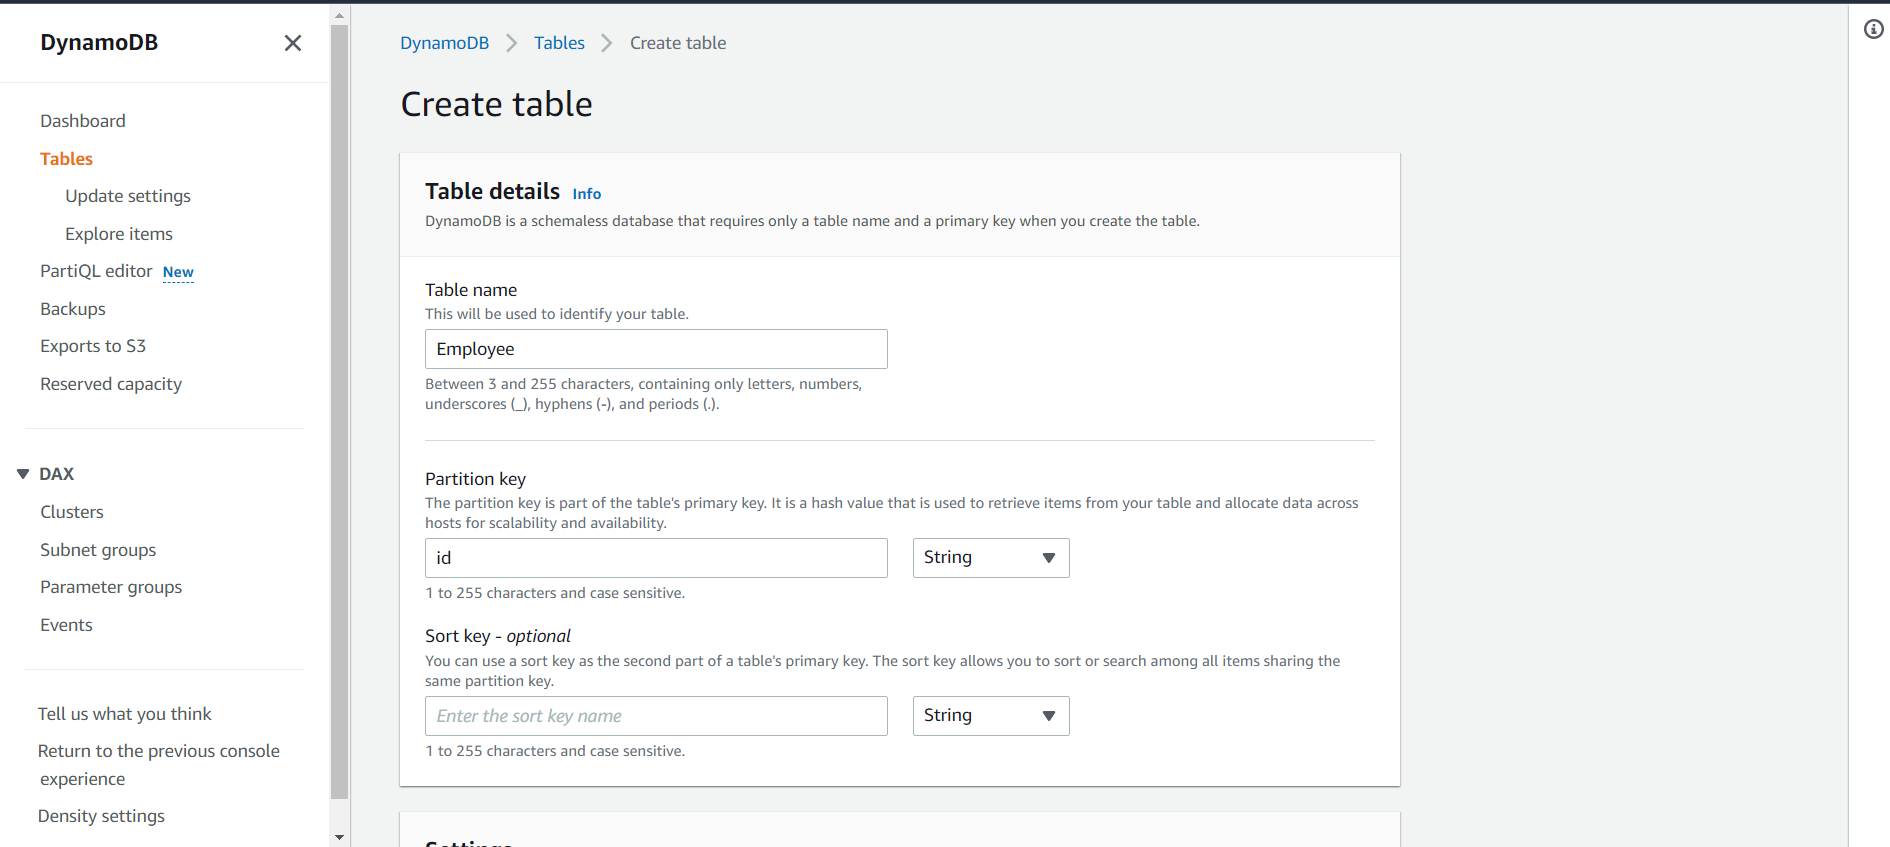 DynamoDB
Dashboard
Tables
Update settings
Explore items
PartiQL editor New
Backups
Exports to S3
Reserved capacity
DAX
Clusters
Subnet groups
Parameter groups
Events
Tell us what you think
Return to the previous console
experience
Density settings
DynamoDB > Tables > Create table
Create table
Table details Info
DynamoDB is a schemaless database that requires only a table name and a primary key when you create the table.
Table name
This will be used to identify your table.
Employee
Between 3 and 255 characters, containing only letters, numbers,
underscores (_), hyphens (-), and periods (.).
Partition key
The partition key is part of the table's primary key. It is a hash value that is used to retrieve items from your table and allocate data across
hosts for scalability and availability.
id String
1 to 255 characters and case sensitive.
Sort key - optional
You can use a sort key as the second part of a table's primary key. The sort key allows you to sort or search among all items sharing the
same partition key.
Enter the sort key name String
1 to 255 characters and case sensitive.
Settings